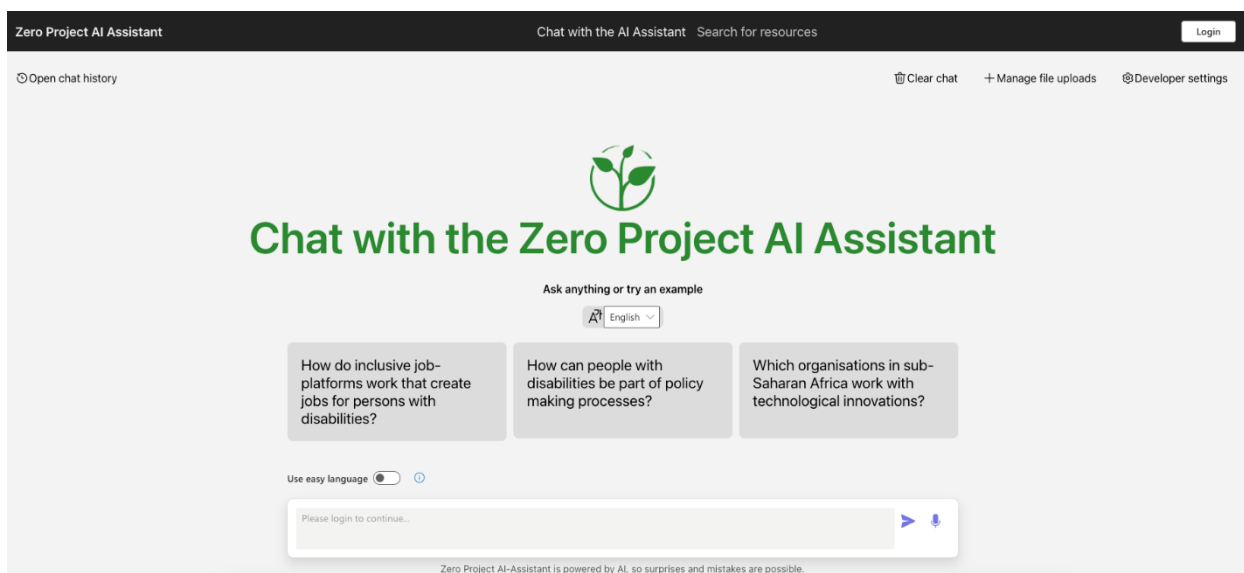 Zero Project AI Assistant
Chat with the AI Assistant Search for resources
Login
Open chat history
Clear chat
Manage file uploads
Developer settings
Chat with the Zero Project AI Assistant
Ask anything or try an example
English
How do inclusive job-
platforms work that create
jobs for persons with
disabilities?
How can people with
disabilities be part of policy
making processes?
Which organisations in sub-
Saharan Africa work with
technological innovations?
Use easy language
Please login to continue...
Zero Project AI-Assistant is powered by AI, so surprises and mistakes are possible.